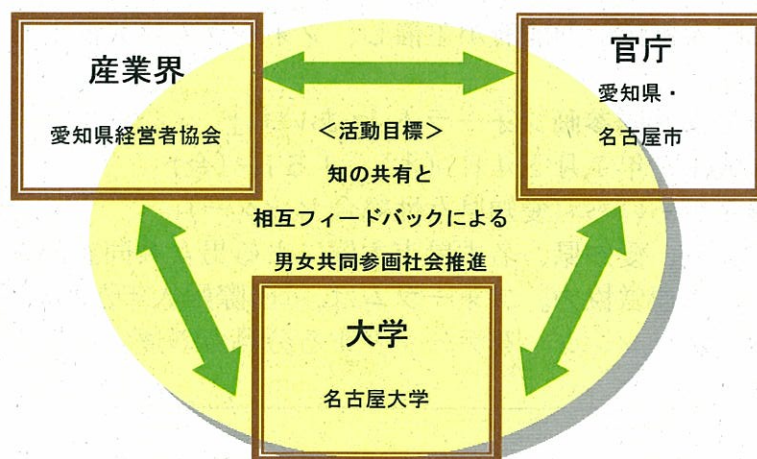 産業界
愛知県経営者協会
官庁
愛知県・
名古屋市
＜活動目標＞
知の共有と
相互フィードバックによる
男女共同参画社会推進
大学
名古屋大学